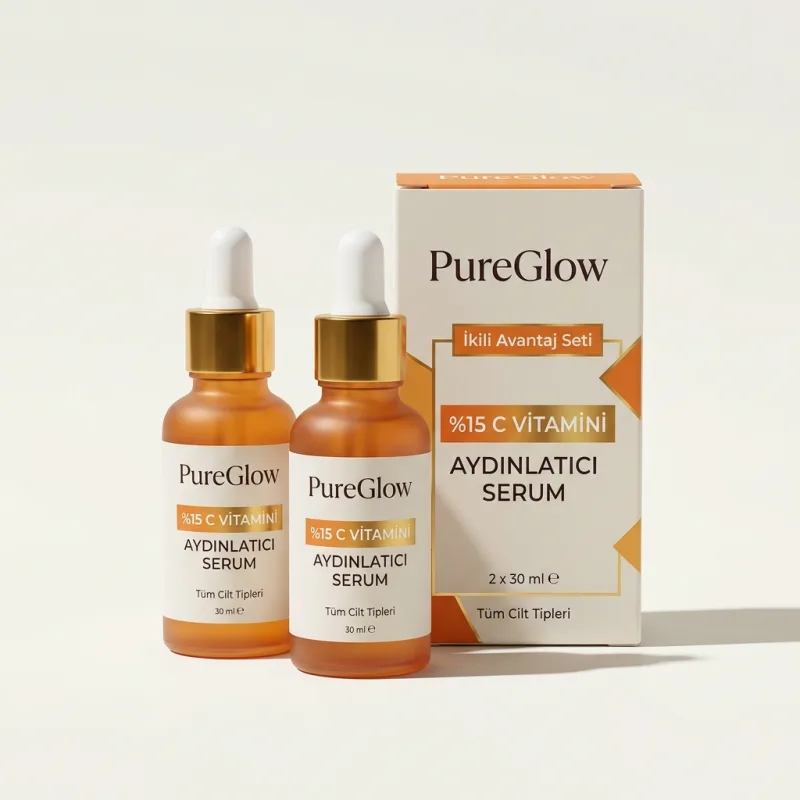 PureGlow
%15 C VİTAMİNİ
AYDINLATICI
SERUM
Tüm Cilt Tipleri
30 ml ℮
PureGlow
%15 C VİTAMİNİ
AYDINLATICI
SERUM
Tüm Cilt Tipleri
30 ml ℮
PureGlow
PureGlow
İkili Avantaj Seti
%15 C VİTAMİNİ
AYDINLATICI
SERUM
2 x 30 ml ℮
Tüm Cilt Tipleri